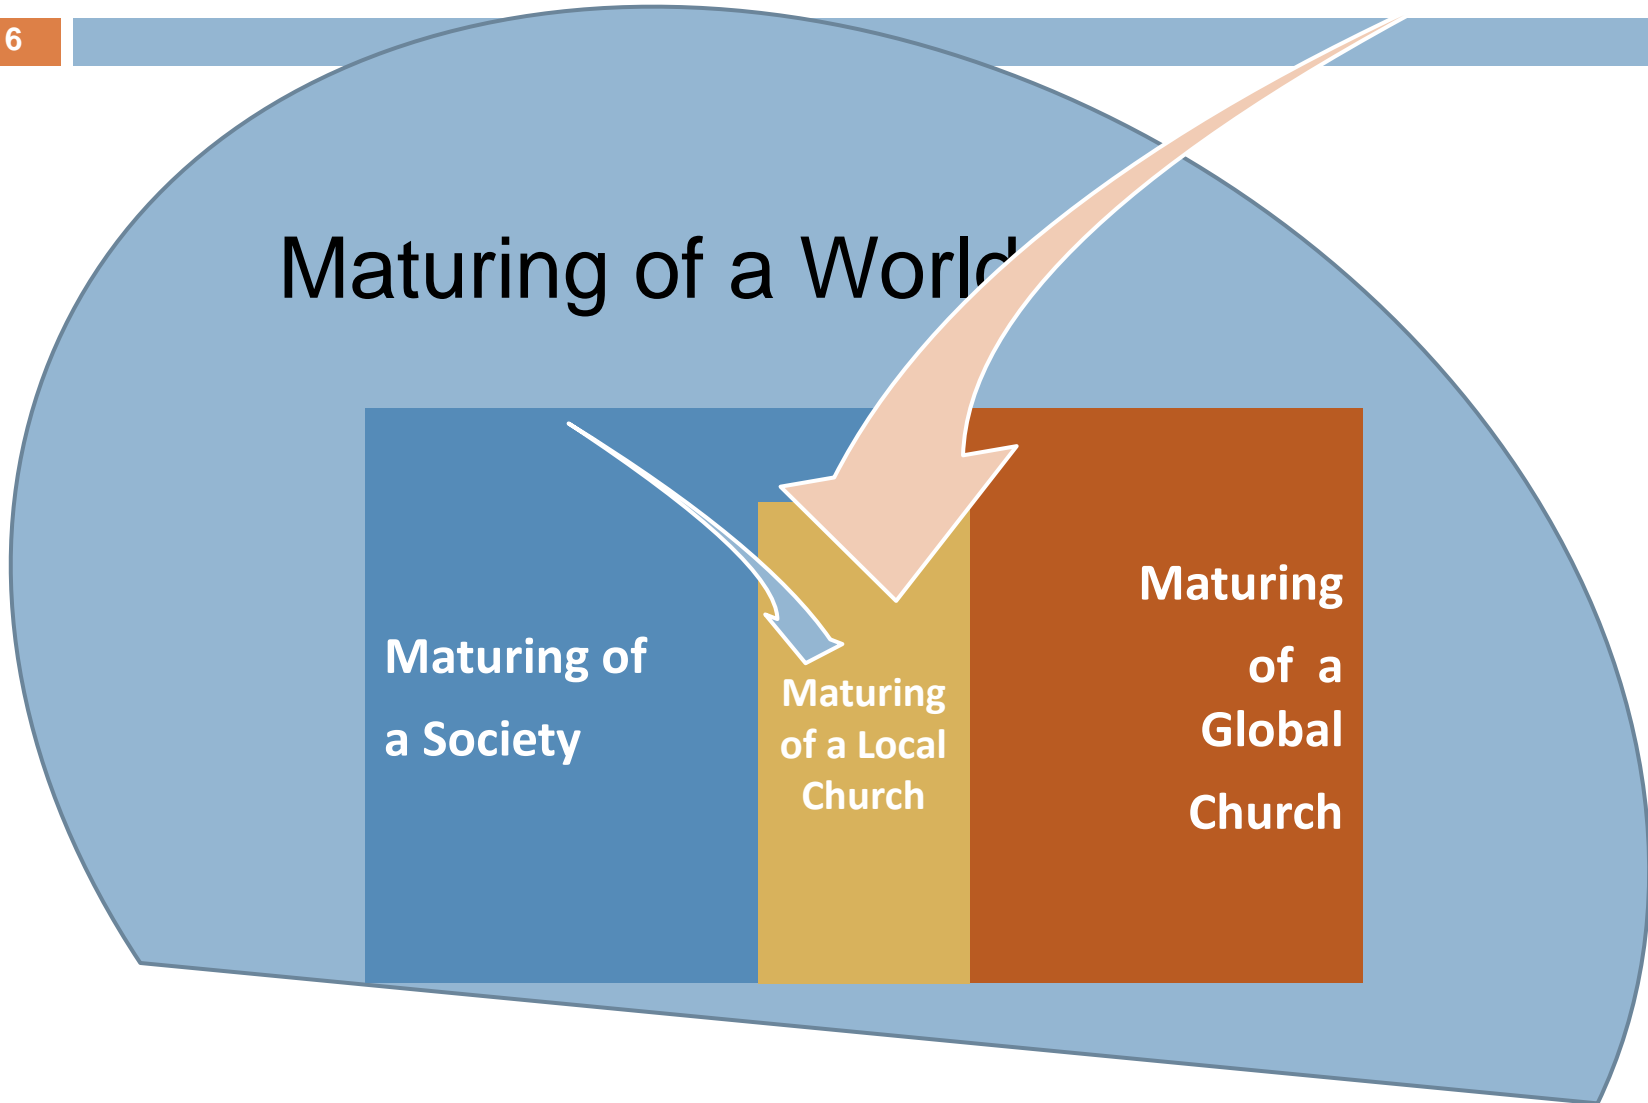 6
Maturing of a World
Maturing of
a Society
Maturing
of a Local
Church
Maturing
of a
Global
Church